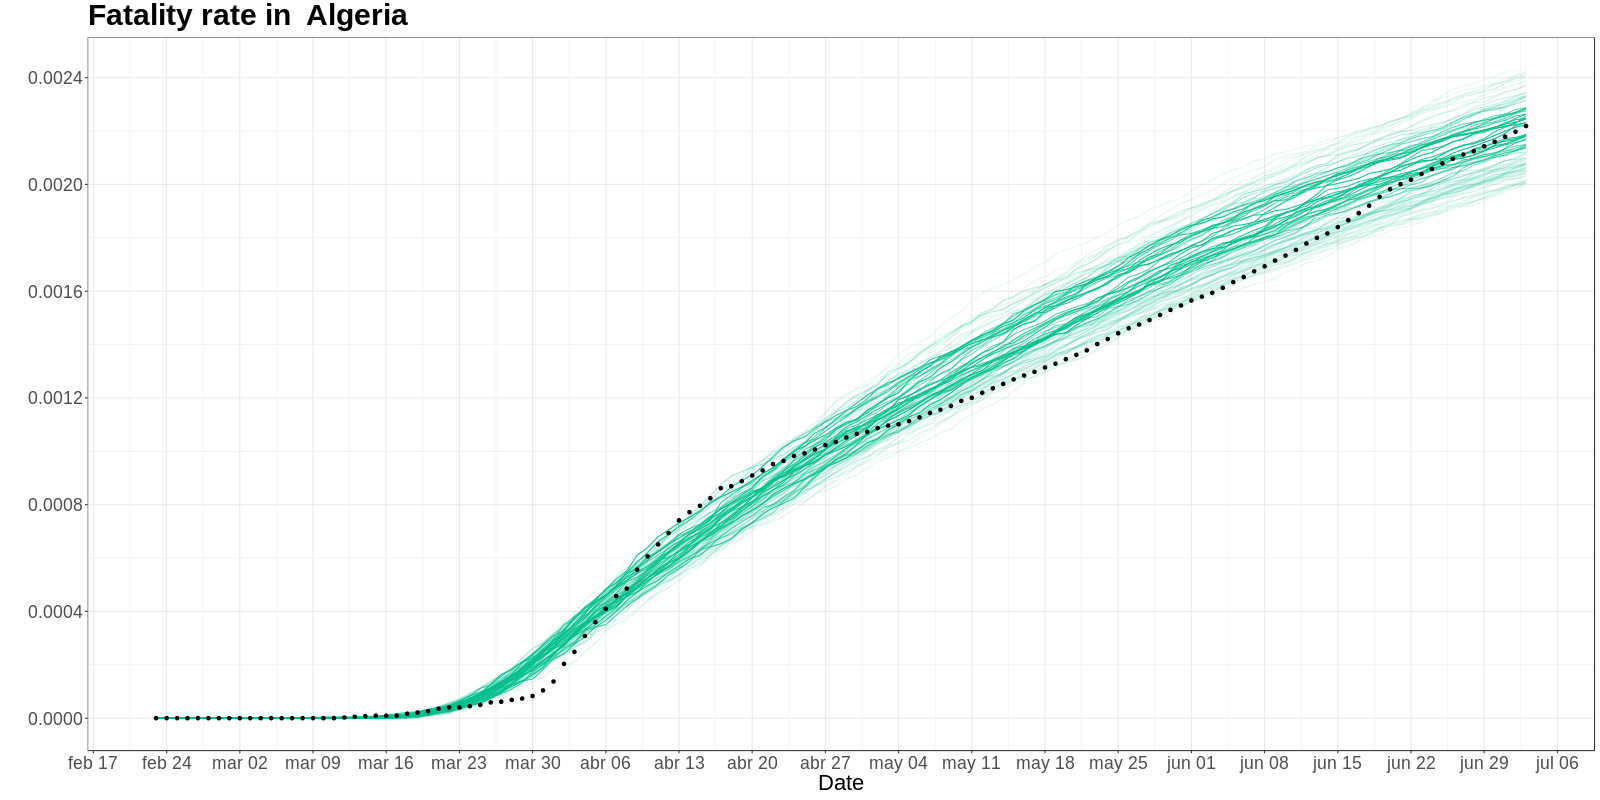 Fatality rate in  Algeria
0.0024
0.0020
0.0016
0.0012
0.0008
0.0004
0.0000
feb 17 feb 24 mar 02 mar 09 mar 16 mar 23 mar 30 abr 06 abr 13 abr 20 abr 27 may 04 may 11 may 18 may 25 jun 01 jun 08 jun 15 jun 22 jun 29 jul 06
Date